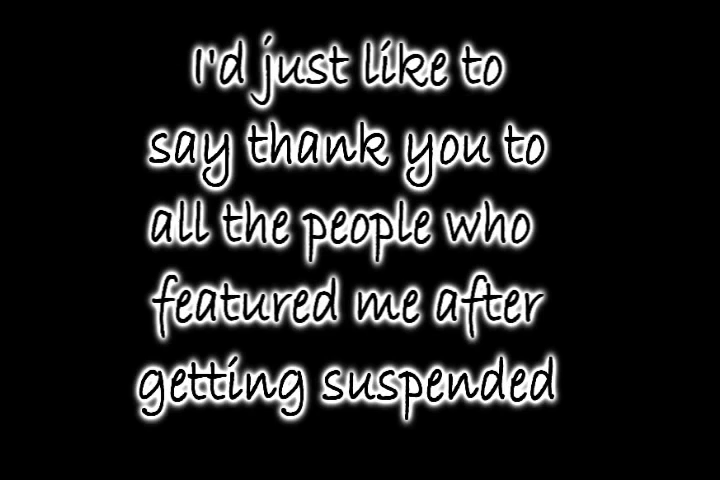 I'd just like to
say thank you to
all the people who
featured me after
getting suspended